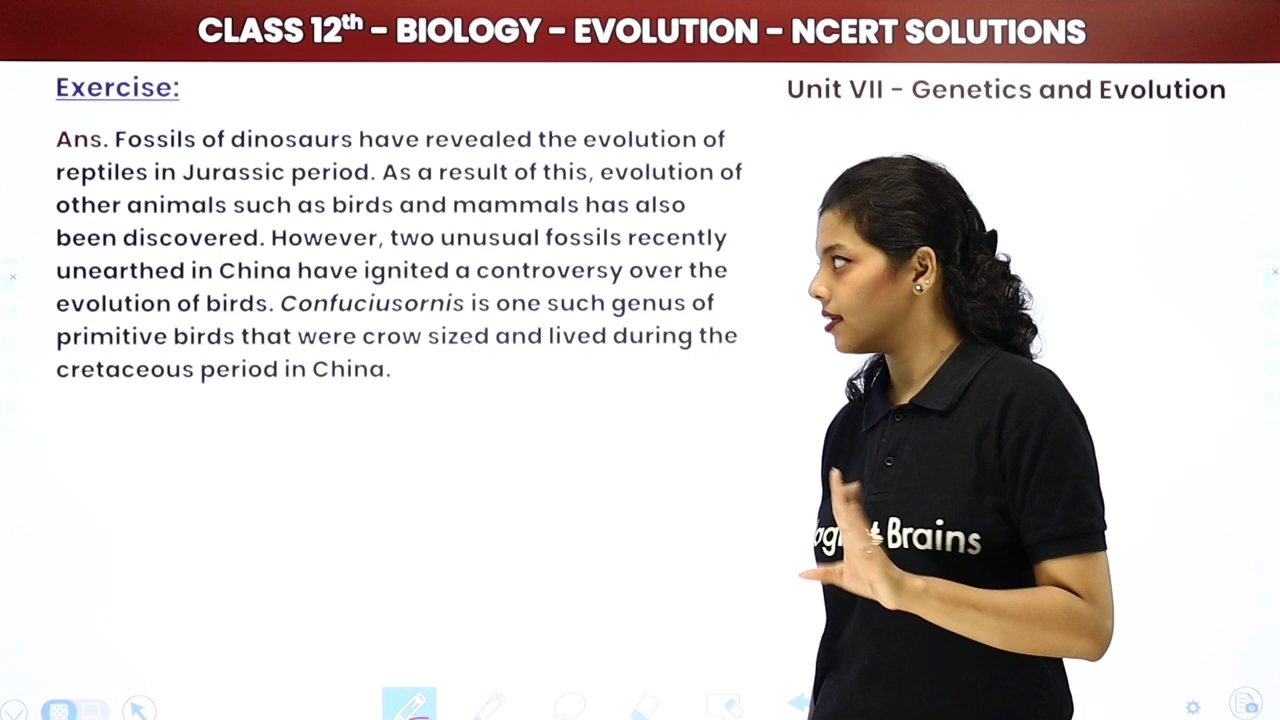 CLASS 12th - BIOLOGY - EVOLUTION - NCERT SOLUTIONS
Exercise:
Unit VII - Genetics and Evolution
Ans. Fossils of dinosaurs have revealed the evolution of
reptiles in Jurassic period. As a result of this, evolution of
other animals such as birds and mammals has also
been discovered. However, two unusual fossils recently
unearthed in China have ignited a controversy over the
evolution of birds. Confuciusornis is one such genus of
primitive birds that were crow sized and lived during the
cretaceous period in China.
Brains